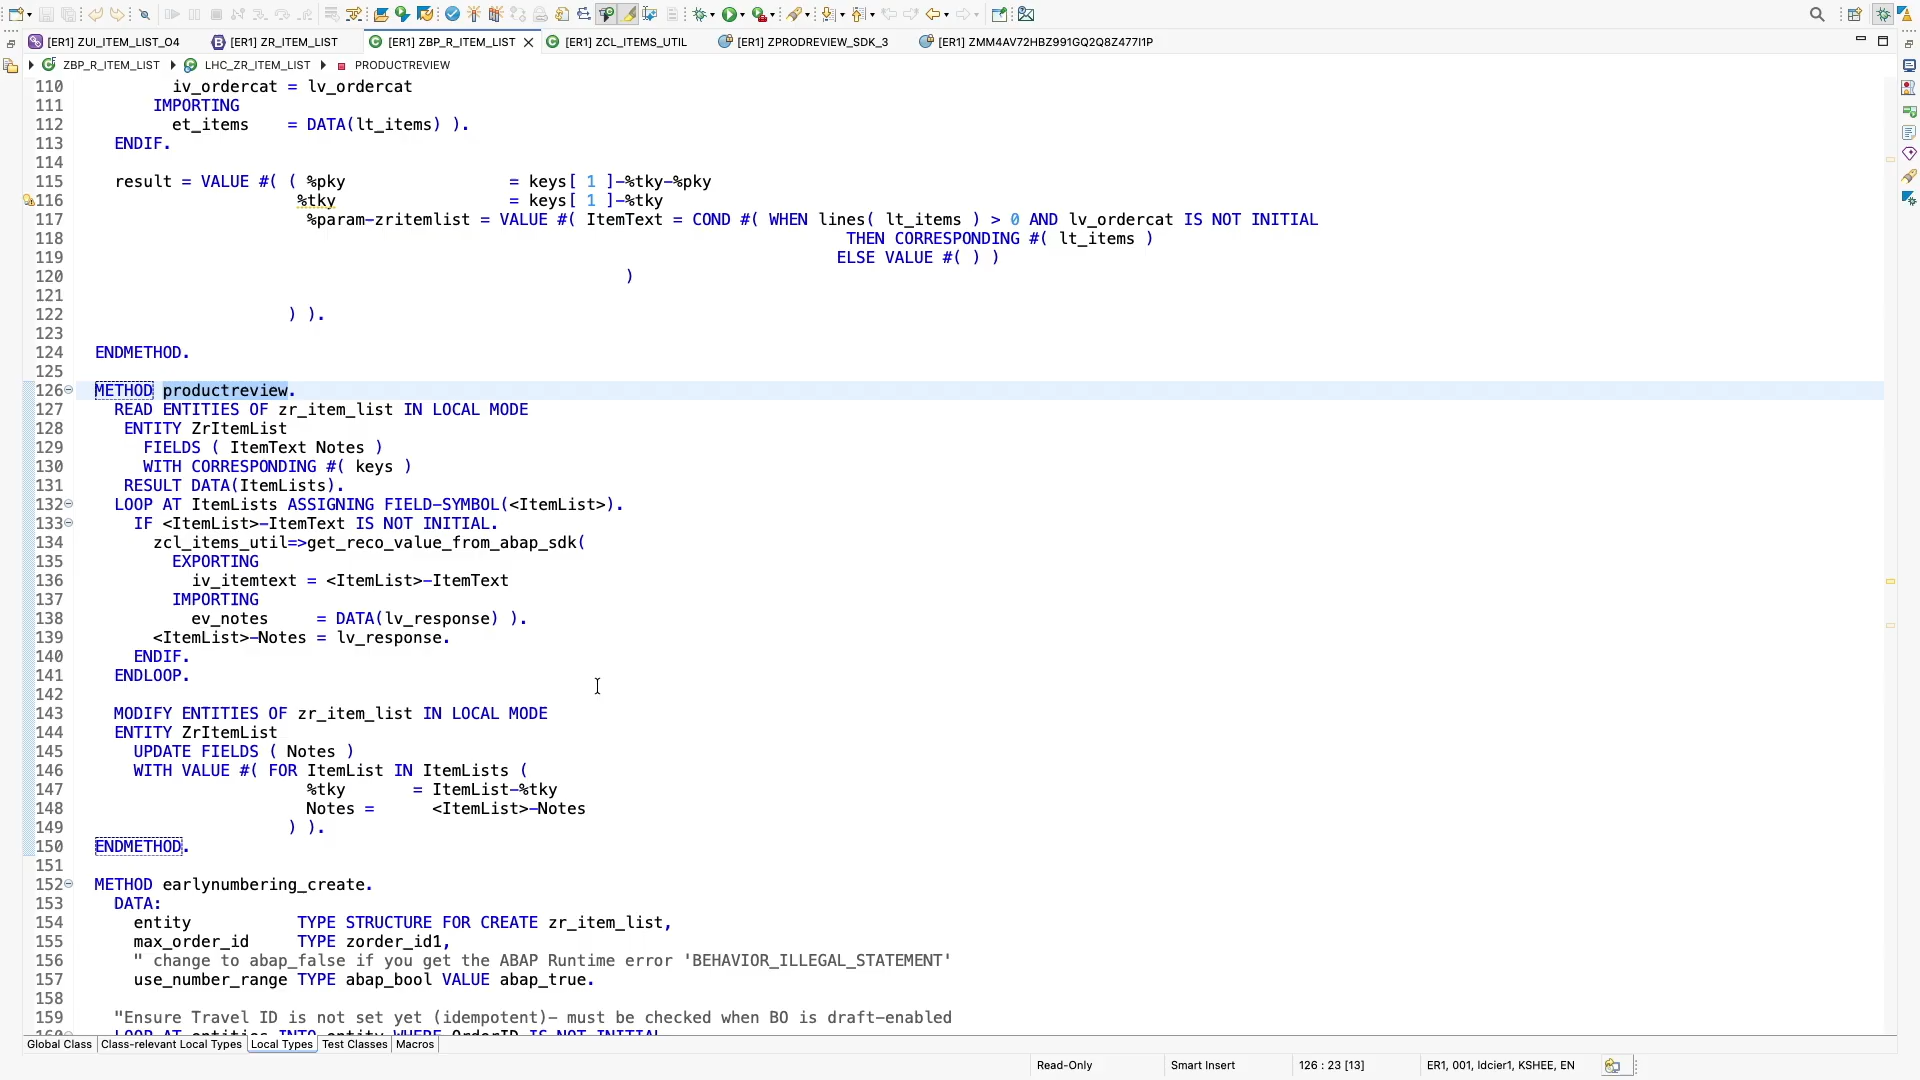 [ER1] ZUI_ITEM_LIST_O4 [ER1] ZR_ITEM_LIST [ER1] ZBP_R_ITEM_LIST [ER1] ZCL_ITEMS_UTIL [ER1] ZPRODREVIEW_SDK_3 [ER1] ZMM4AV72HBZ991GQ2Q8Z477I1P
ZBP_R_ITEM_LIST LHC_ZR_ITEM_LIST PRODUCTREVIEW
110 iv_ordercat = lv_ordercat
111 IMPORTING
112 et_items = DATA(lt_items) ).
113 ENDIF.
114
115 result = VALUE #( ( %pky = keys[ 1 ]-%tky-%pky
116 %tky = keys[ 1 ]-%tky
117 %param-zritemlist = VALUE #( ItemText = COND #( WHEN lines( lt_items ) > 0 AND lv_ordercat IS NOT INITIAL
118 THEN CORRESPONDING #( lt_items )
119 ELSE VALUE #( ) )
120 )
121
122 ) ).
123
124 ENDMETHOD.
125
126 METHOD productreview.
127 READ ENTITIES OF zr_item_list IN LOCAL MODE
128 ENTITY ZrItemList
129 FIELDS ( ItemText Notes )
130 WITH CORRESPONDING #( keys )
131 RESULT DATA(ItemLists).
132 LOOP AT ItemLists ASSIGNING FIELD-SYMBOL(<ItemList>).
133 IF <ItemList>-ItemText IS NOT INITIAL.
134 zcl_items_util=>get_reco_value_from_abap_sdk(
135 EXPORTING
136 iv_itemtext = <ItemList>-ItemText
137 IMPORTING
138 ev_notes = DATA(lv_response) ).
139 <ItemList>-Notes = lv_response.
140 ENDIF.
141 ENDLOOP.
142
143 MODIFY ENTITIES OF zr_item_list IN LOCAL MODE
144 ENTITY ZrItemList
145 UPDATE FIELDS ( Notes )
146 WITH VALUE #( FOR ItemList IN ItemLists (
147 %tky = ItemList-%tky
148 Notes = <ItemList>-Notes
149 ) ).
150 ENDMETHOD.
151
152 METHOD earlynumbering_create.
153 DATA:
154 entity TYPE STRUCTURE FOR CREATE zr_item_list,
155 max_order_id TYPE zorder_id1,
156 " change to abap_false if you get the ABAP Runtime error 'BEHAVIOR_ILLEGAL_STATEMENT'
157 use_number_range TYPE abap_bool VALUE abap_true.
158
159 "Ensure Travel ID is not set yet (idempotent)- must be checked when BO is draft-enabled
160 LOOP AT entities INTO entity WHERE OrderID IS NOT INITIAL.
Global Class Class-relevant Local Types Local Types Test Classes Macros
Read-Only Smart Insert 126 : 23 [13] ER1, 001, ldcier1, KSHEE, EN